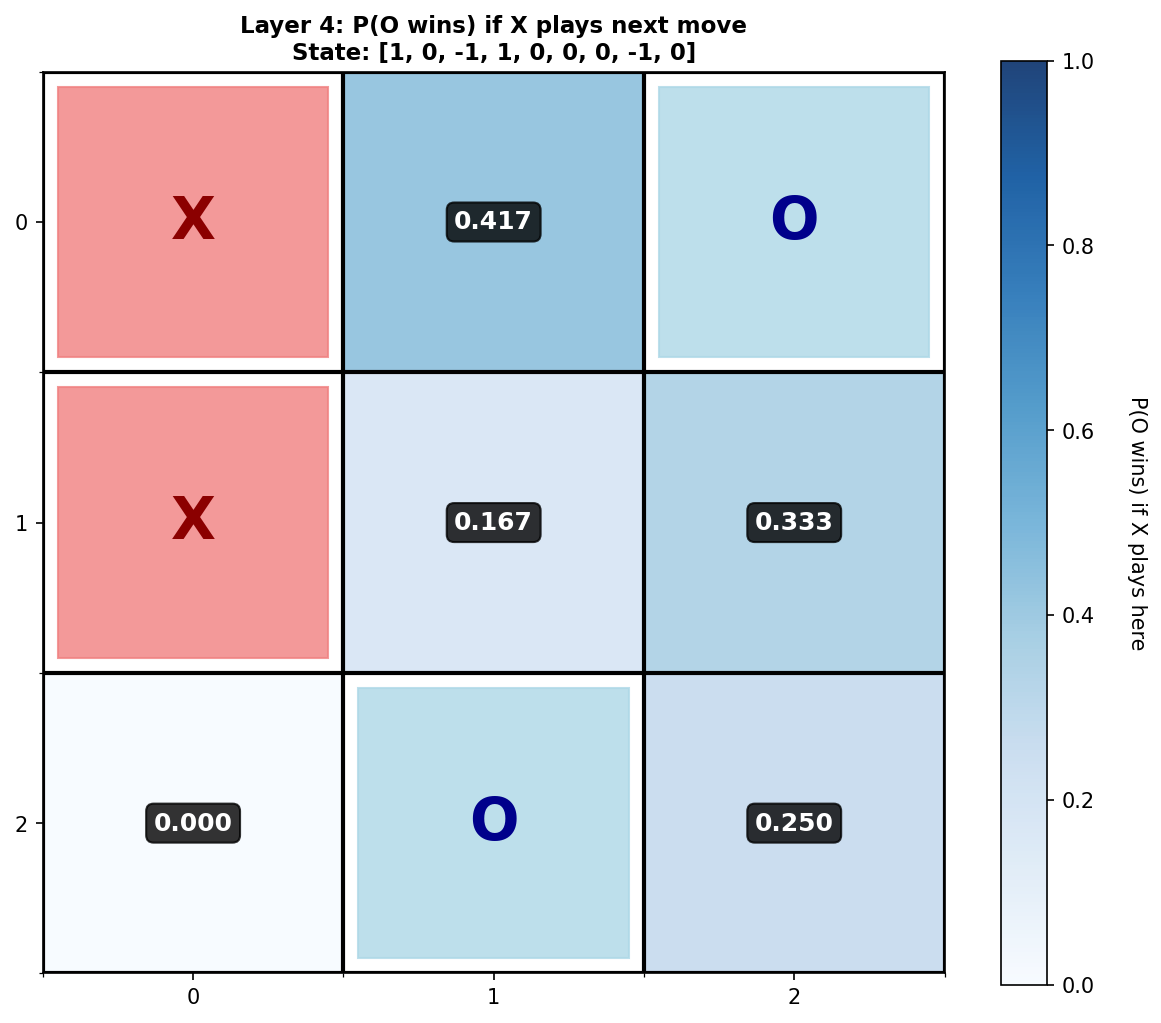 Layer 4: P(O wins) if X plays next move
State: [1, 0, -1, 1, 0, 0, 0, -1, 0]
X
0.417
O
X
0.167
0.333
0.000
O
0.250
0
1
2
0
1
2
1.0
0.8
0.6
0.4
0.2
0.0
P(O wins) if X plays here